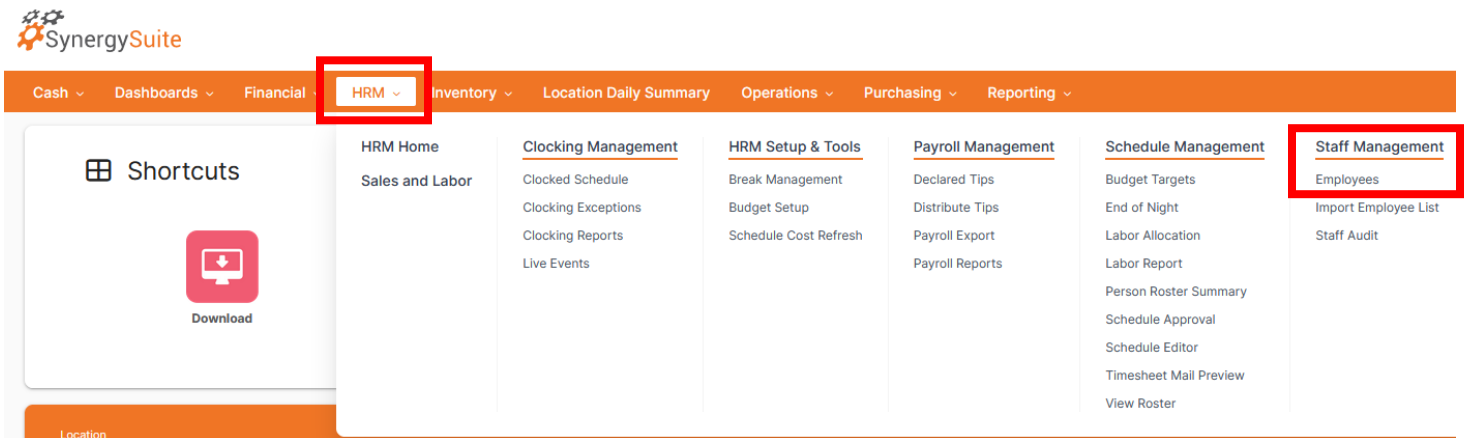 SynergySuite
Cash Dashboards Financial HRM Inventory Location Daily Summary Operations Purchasing Reporting
Shortcuts
Download
Location
HRM Home
Sales and Labor
Clocking Management
Clocked Schedule
Clocking Exceptions
Clocking Reports
Live Events
HRM Setup & Tools
Break Management
Budget Setup
Schedule Cost Refresh
Payroll Management
Declared Tips
Distribute Tips
Payroll Export
Payroll Reports
Schedule Management
Budget Targets
End of Night
Labor Allocation
Labor Report
Person Roster Summary
Schedule Approval
Schedule Editor
Timesheet Mail Preview
View Roster
Staff Management
Employees
Import Employee List
Staff Audit